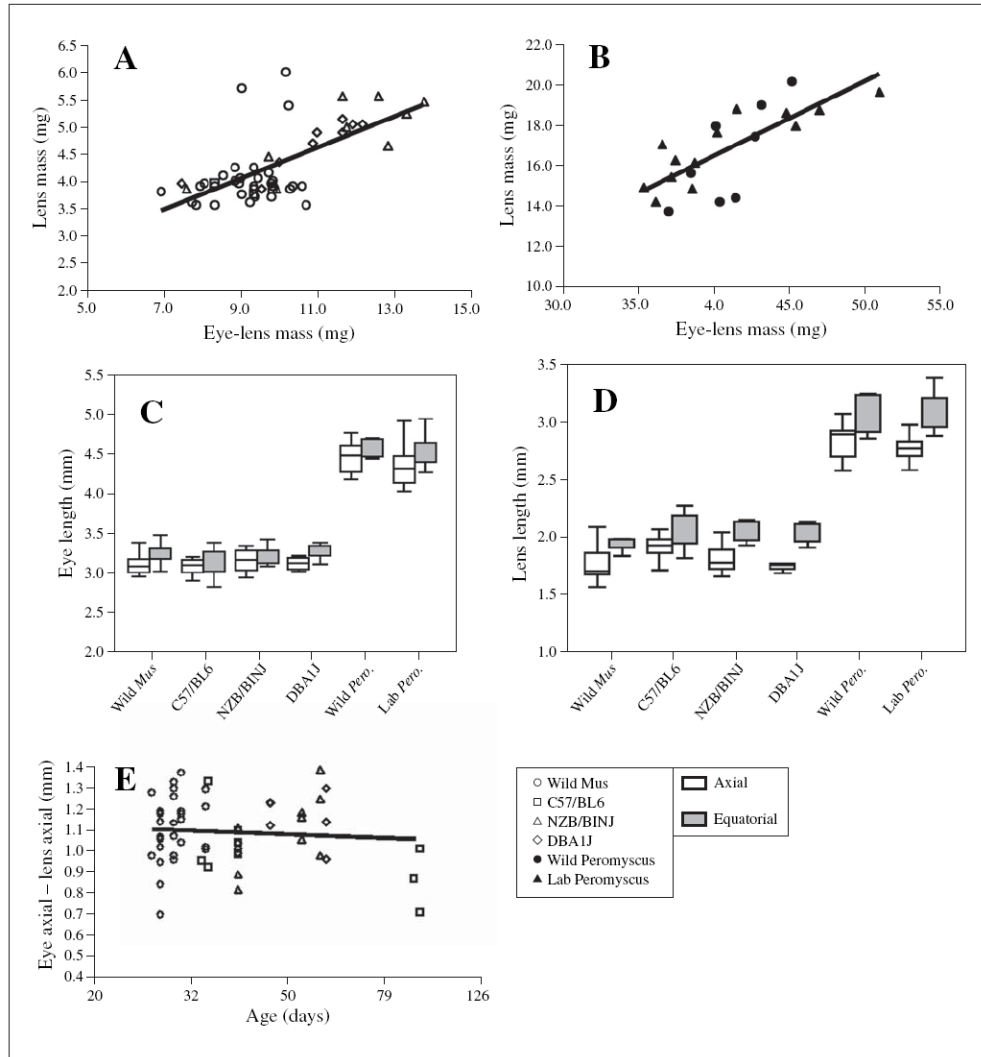 A
6.5
6.0
5.5
5.0
4.5
4.0
3.5
3.0
2.5
2.0
Lens mass (mg)
5.0 7.0 9.0 11.0 13.0 15.0
Eye-lens mass (mg)
B
22.0
20.0
18.0
16.0
14.0
12.0
10.0
Lens mass (mg)
30.0 35.0 4.0 45.0 50.0 55.0
Eye-lens mass (mg)
C
5.5
5.0
4.5
4.0
3.5
3.0
2.5
2.0
Eye length (mm)
Wild Mus
C57/BL6
NZB/BINJ
DBA1J
Wild Pero.
Lab Pero.
D
3.5
3.0
2.5
2.0
1.5
1.0
Lens length (mm)
Wild Mus
C57/BL6
NZB/BINJ
DBA1J
Wild Pero.
Lab Pero.
E
1.4
1.3
1.2
1.1
1.0
0.9
0.8
0.7
0.6
0.5
0.4
Eye axial – lens axial (mm)
20 32 50 79 126
Age (days)
Wild Mus
C57/BL6
NZB/BINJ
DBA1J
Wild Peromyscus
Lab Peromyscus
Axial
Equatorial